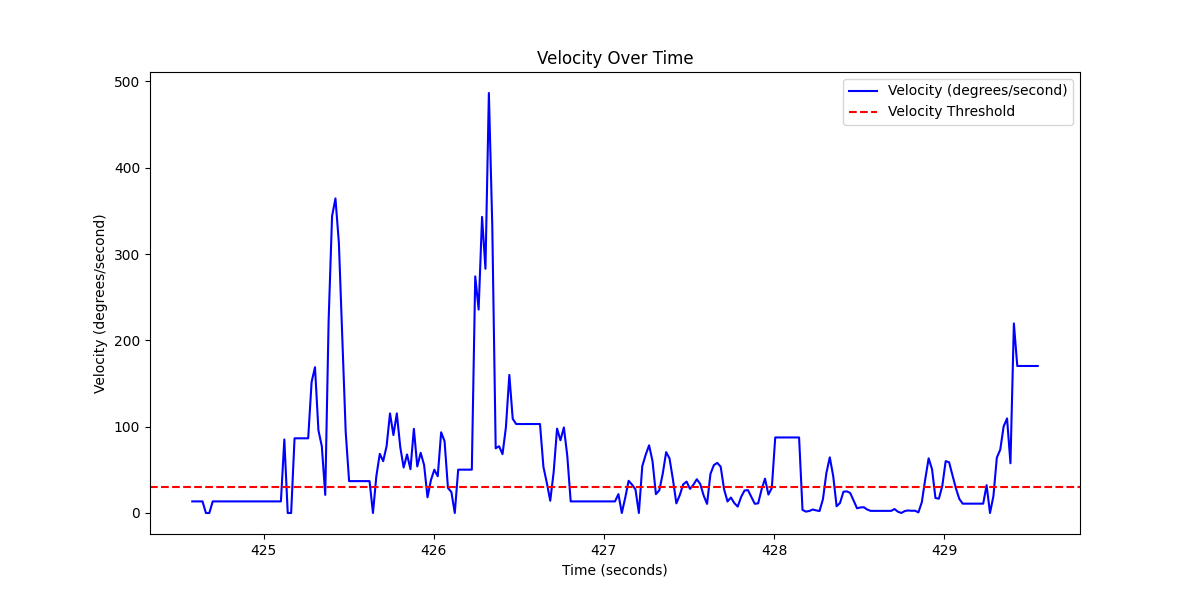 Velocity Over Time
Velocity (degrees/second)
Velocity Threshold
500
400
300
200
100
0
Velocity (degrees/second)
425
426
427
428
429
Time (seconds)